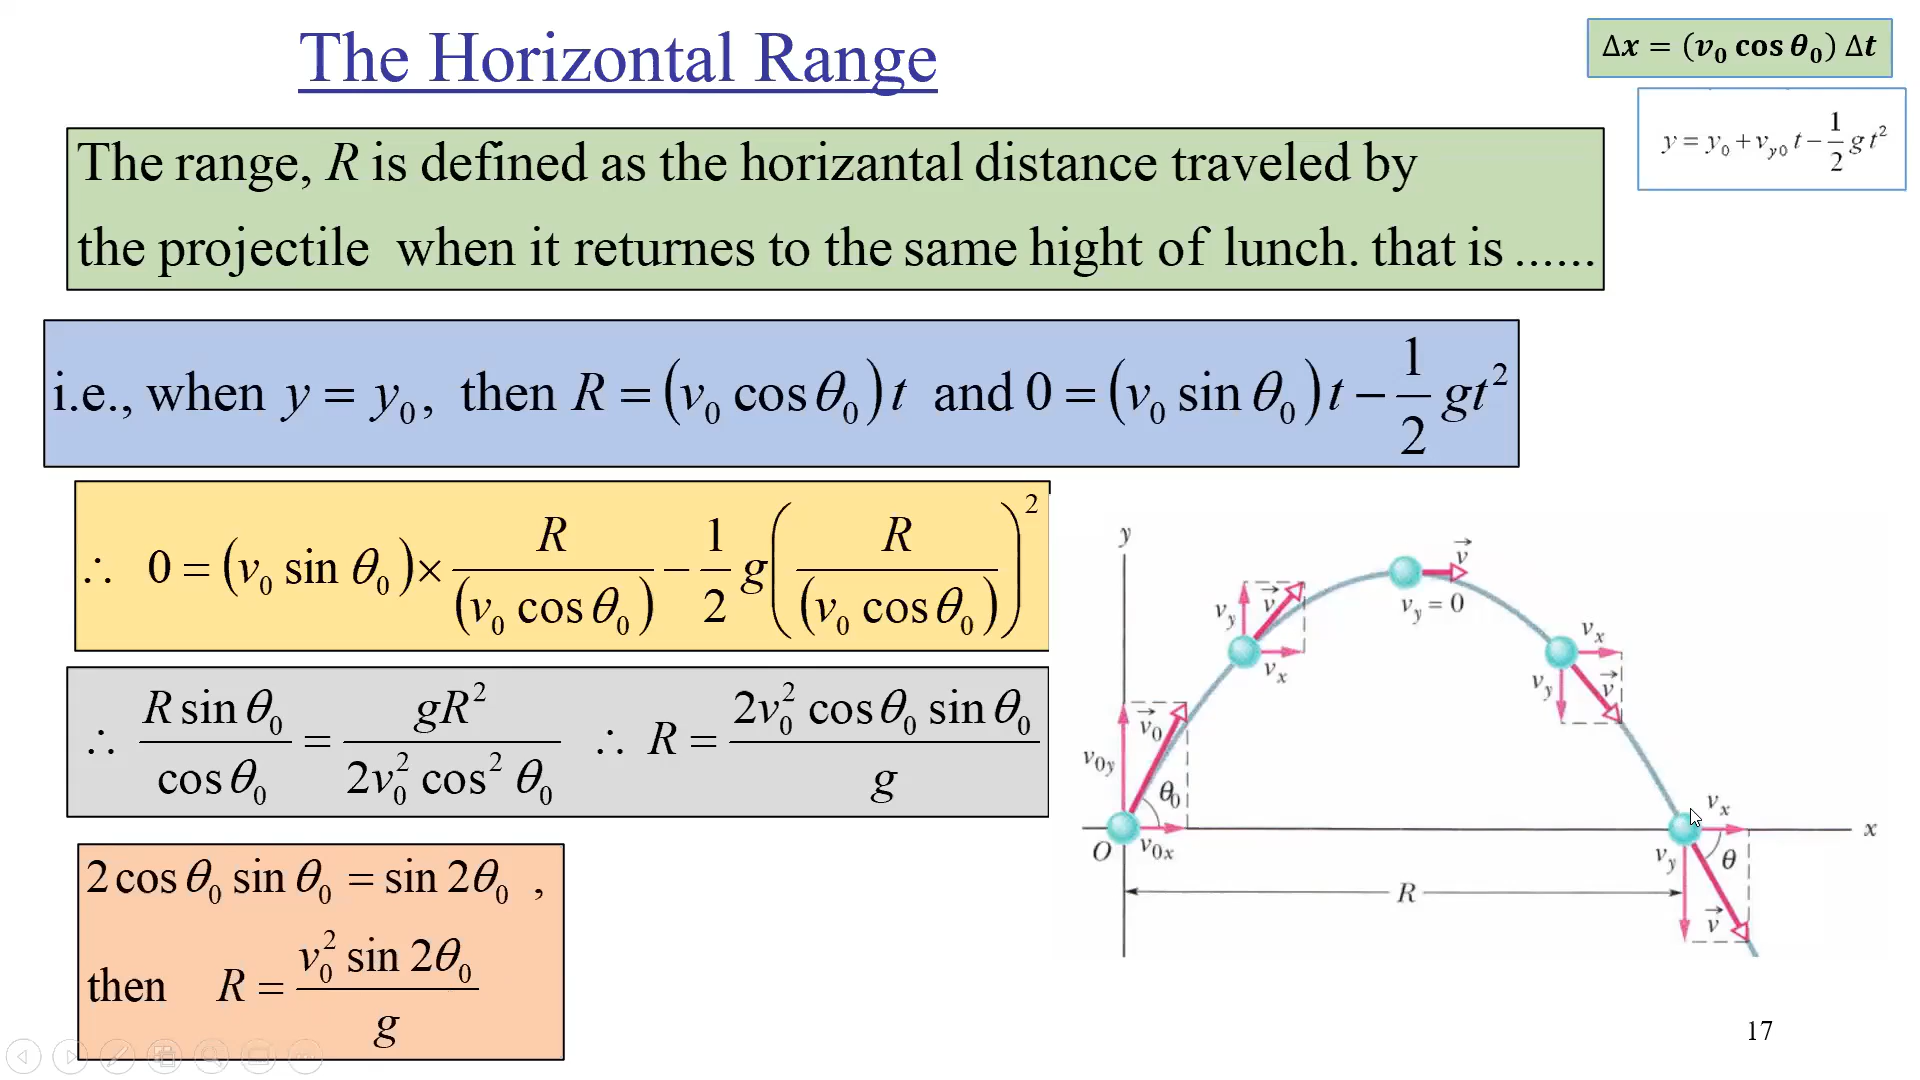 The Horizontal Range
Δx = (v₀ cos θ₀) Δt
y = y₀ + v_y0 t − 1/2 g t²
The range, R is defined as the horizantal distance traveled by
the projectile when it returnes to the same hight of lunch. that is ......
i.e., when y = y₀, then R = (v₀ cos θ₀) t and 0 = (v₀ sin θ₀) t − 1/2 gt²
∴ 0 = (v₀ sin θ₀) × R/(v₀ cos θ₀) − 1/2 g (R/(v₀ cos θ₀))²
∴ R sin θ₀ / cos θ₀ = gR² / 2v₀² cos² θ₀ ∴ R = 2v₀² cos θ₀ sin θ₀ / g
2 cos θ₀ sin θ₀ = sin 2θ₀ ,
then R = v₀² sin 2θ₀ / g
y
v⃗
v_y = 0
v_y v⃗
v_x
v_x
v_y v⃗
v⃗₀
v_0y
θ₀
O v_0x
v_x
x
v_y θ
R
v⃗
17